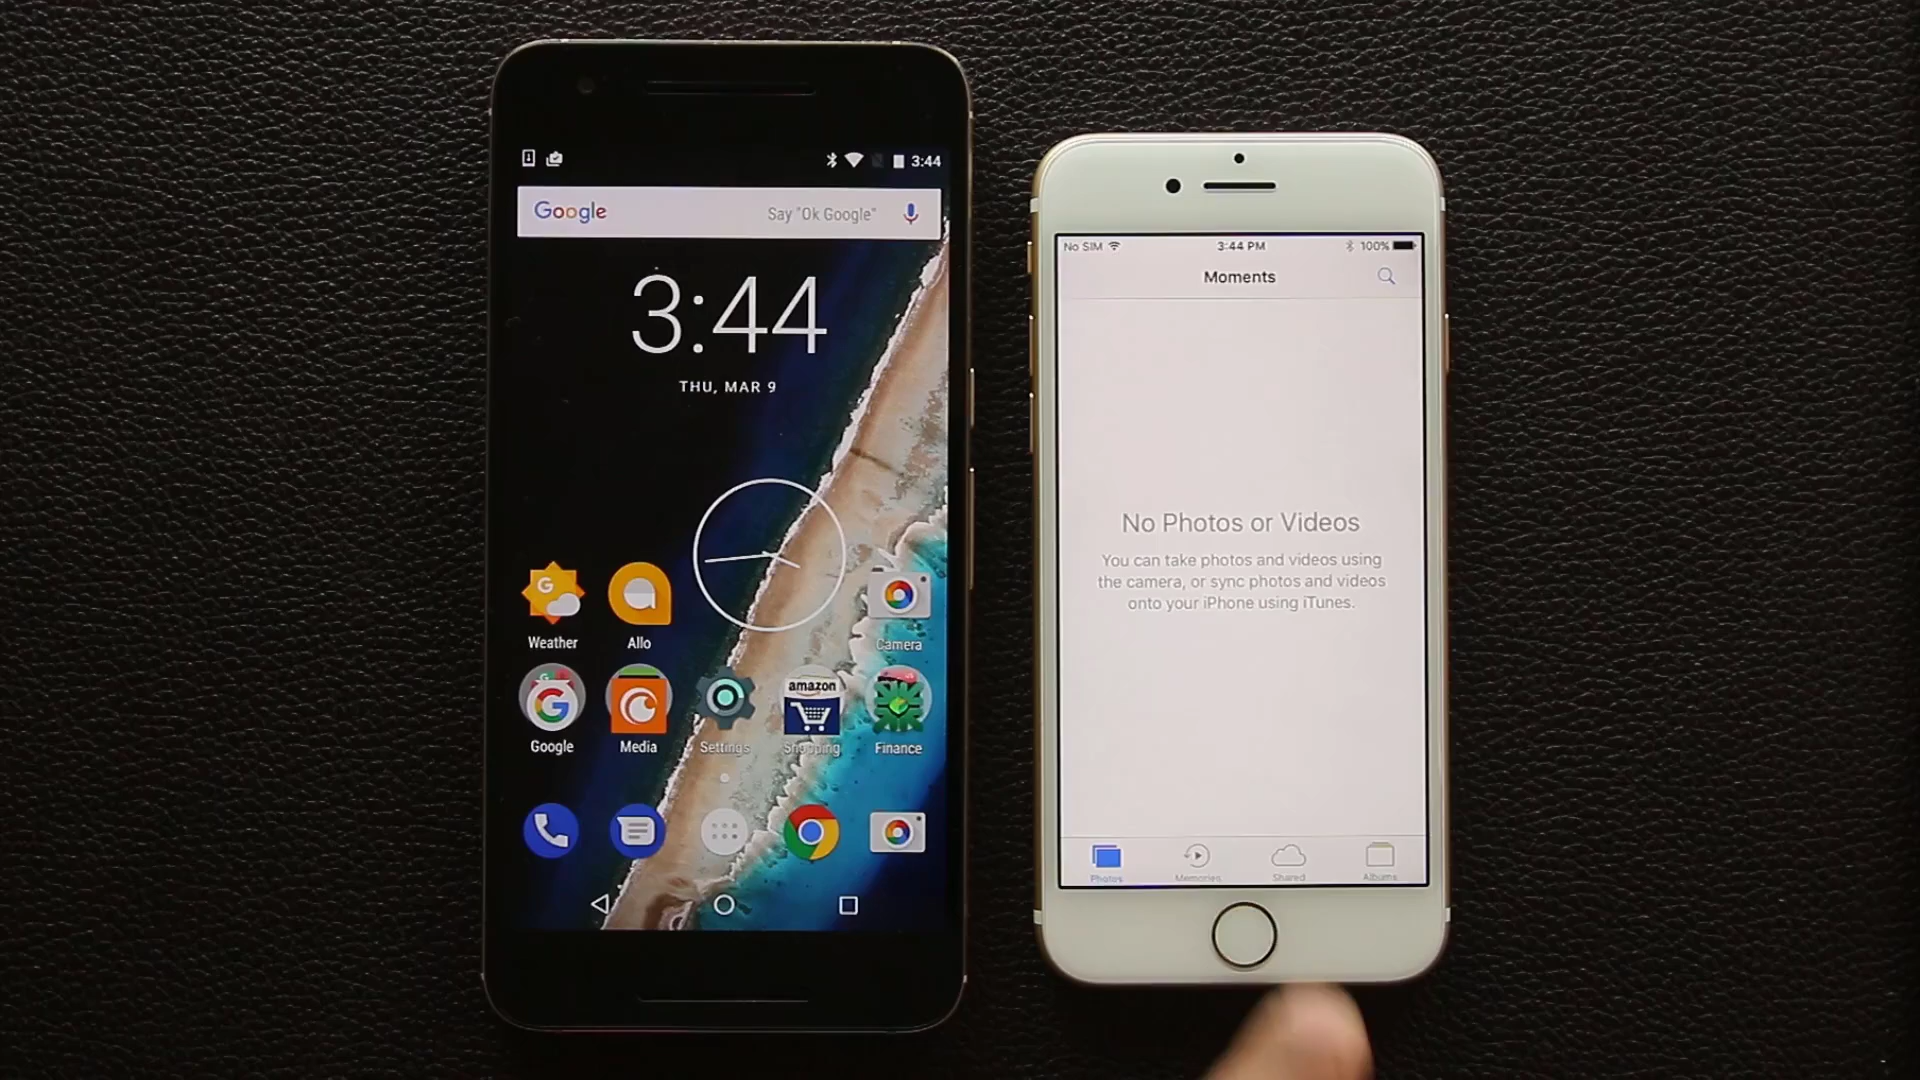 3:44
Google
Say "Ok Google"
3:44
THU, MAR 9
Weather
Allo
Camera
Google
Media
Settings
amazon
Shopping
Finance
No SIM
3:44 PM
100%
Moments
No Photos or Videos
You can take photos and videos using
the camera, or sync photos and videos
onto your iPhone using iTunes.
Photos
Memories
Shared
Albums